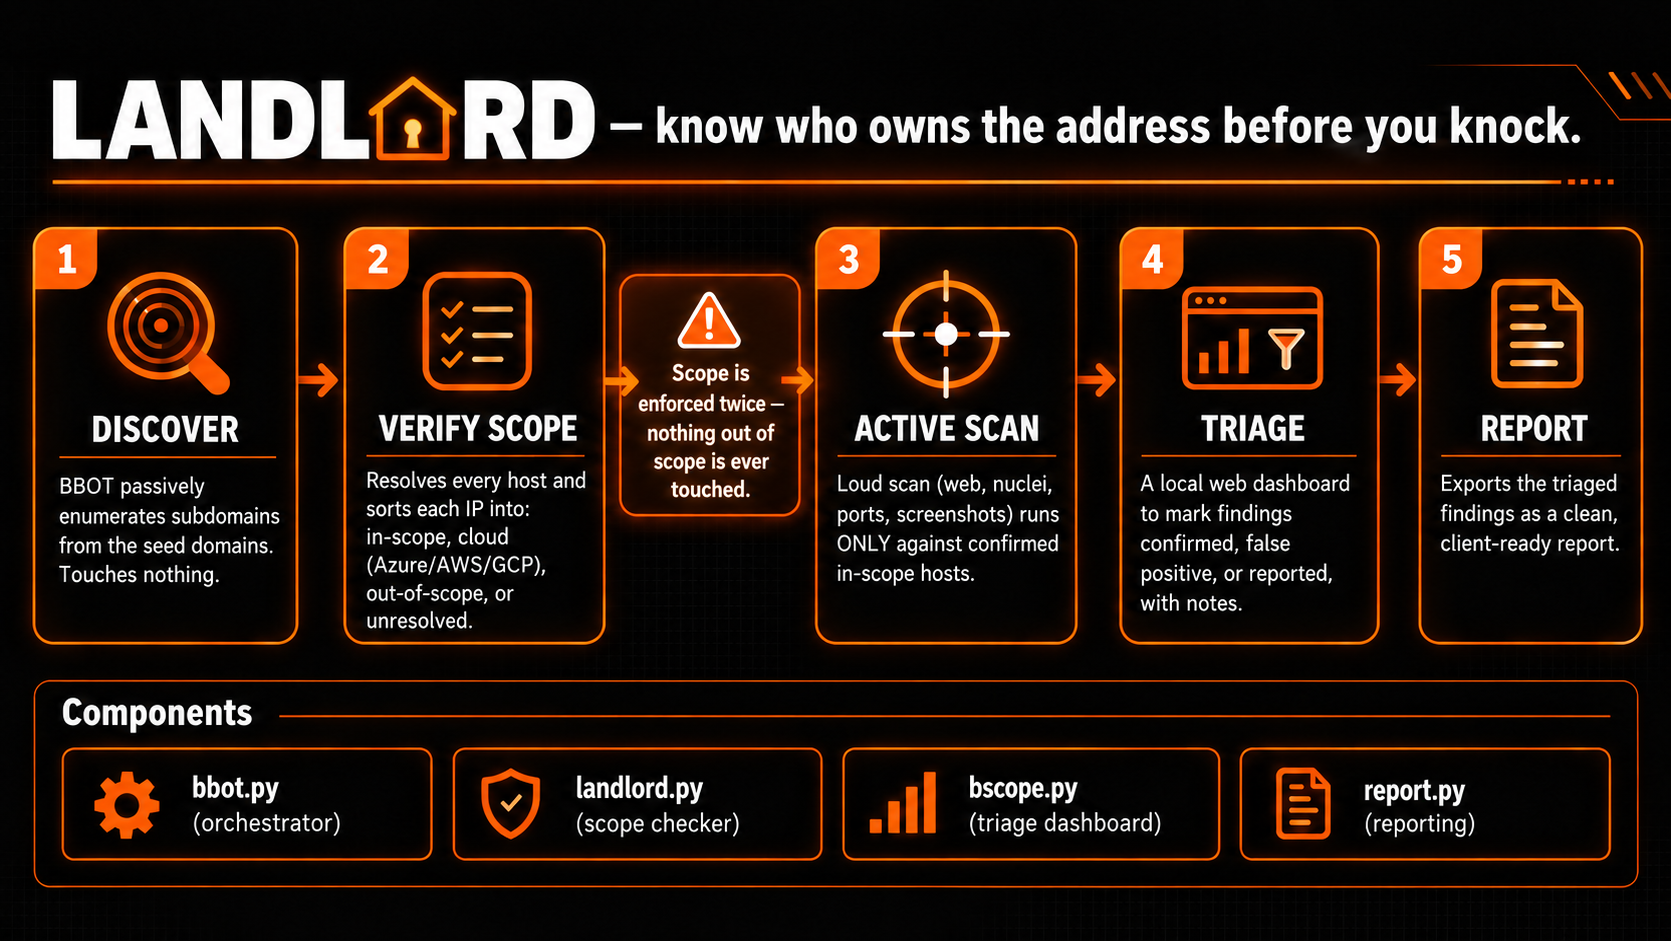 LANDLORD — know who owns the address before you knock.
1
DISCOVER
BBOT passively
enumerates subdomains
from the seed domains.
Touches nothing.
2
VERIFY SCOPE
Resolves every host and
sorts each IP into:
in-scope, cloud
(Azure/AWS/GCP),
out-of-scope, or
unresolved.
Scope is
enforced twice —
nothing out of
scope is ever
touched.
3
ACTIVE SCAN
Loud scan (web, nuclei,
ports, screenshots) runs
ONLY against confirmed
in-scope hosts.
4
TRIAGE
A local web dashboard
to mark findings
confirmed, false
positive, or reported,
with notes.
5
REPORT
Exports the triaged
findings as a clean,
client-ready report.
Components
bbot.py
(orchestrator)
landlord.py
(scope checker)
bscope.py
(triage dashboard)
report.py
(reporting)